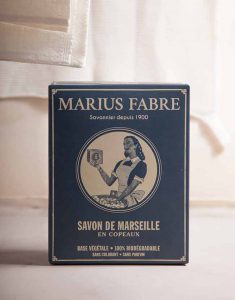 MARIUS FABRE
Savonnier depuis 1900
SAVON DE MARSEILLE
EN COPEAUX
BASE VÉGÉTALE • 100% BIODÉGRADABLE
SANS COLORANT • SANS PARFUM